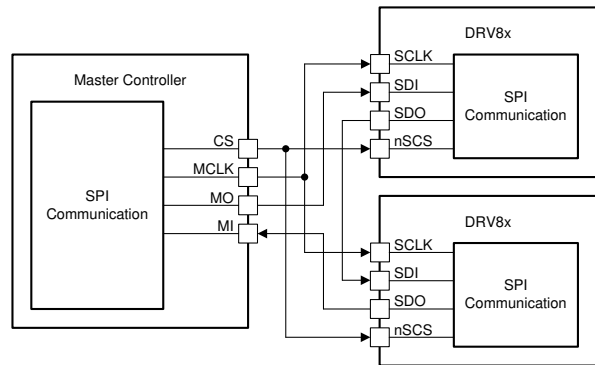 Master Controller
SPI
Communication
CS
MCLK
MO
MI
DRV8x
SCLK
SDI
SDO
nSCS
SPI
Communication
DRV8x
SCLK
SDI
SDO
nSCS
SPI
Communication